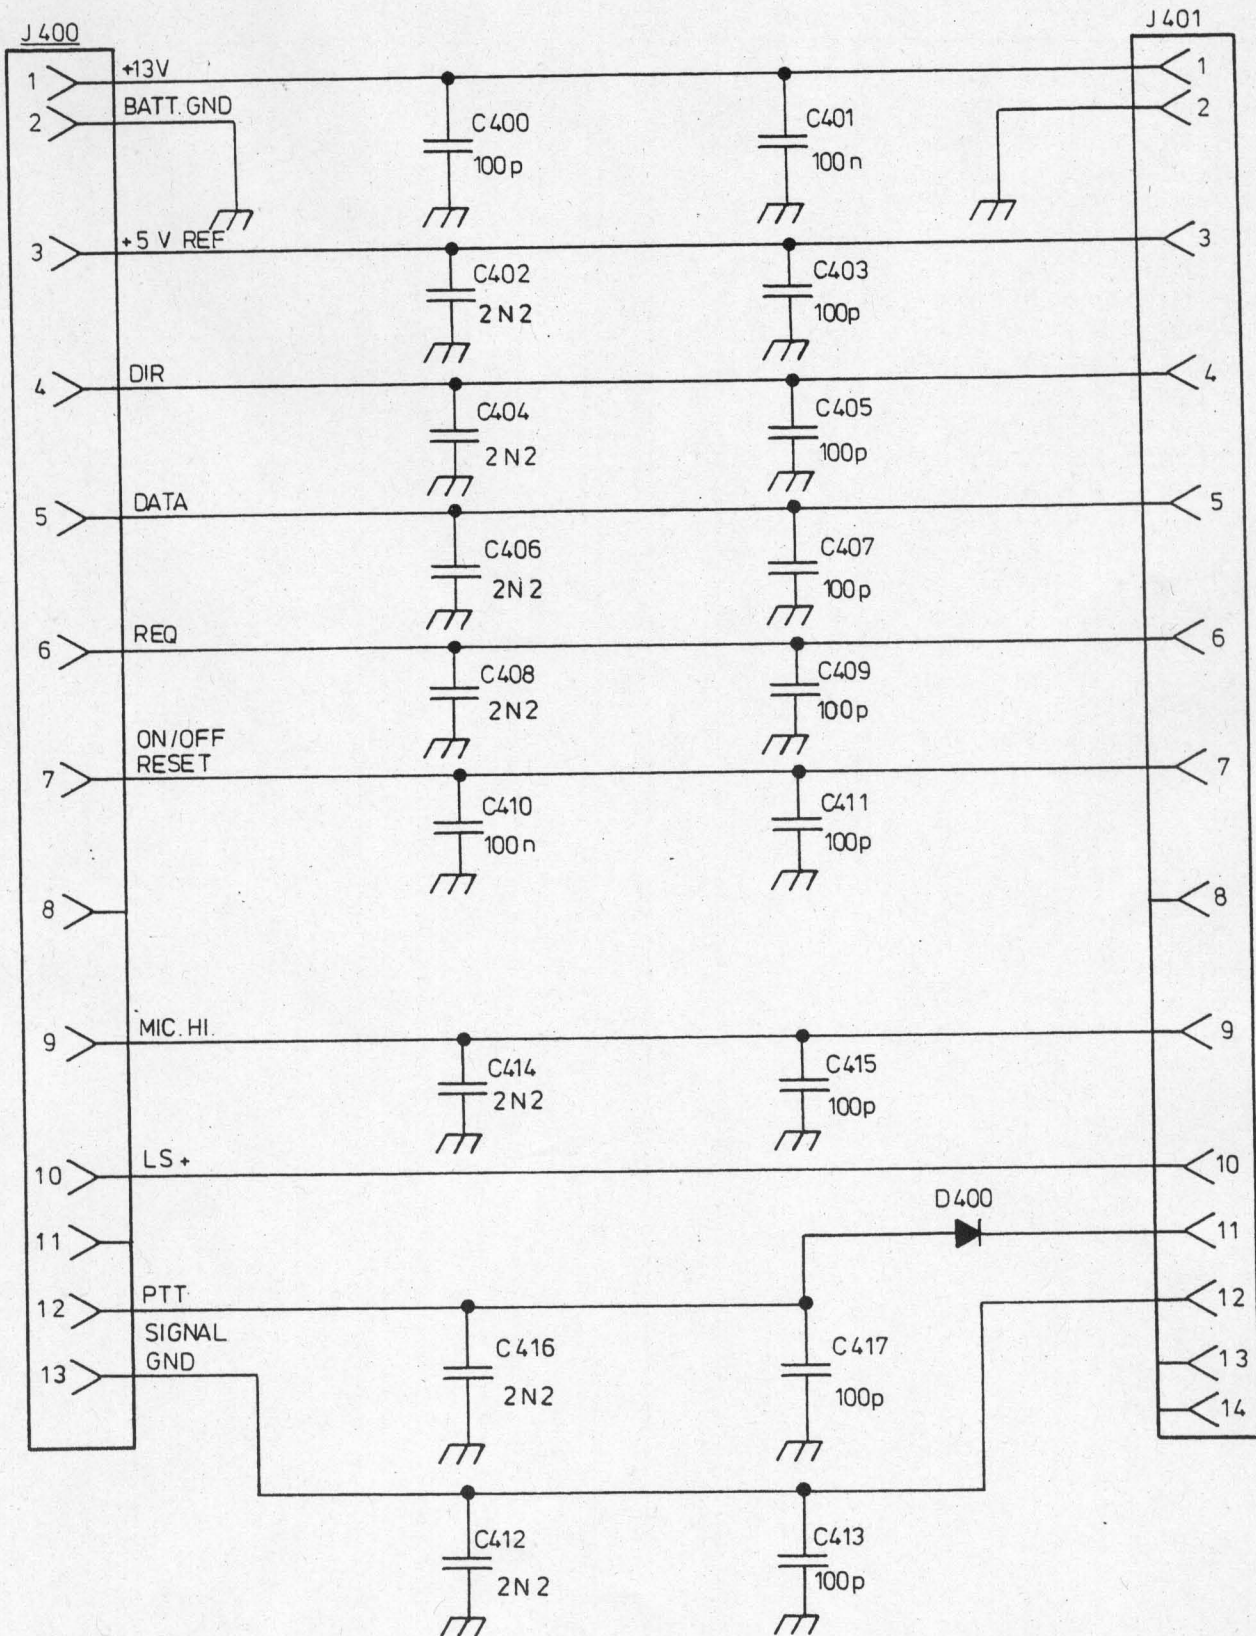 J400
J401
1
+13V
1
2
BATT. GND
2
C400
100p
C401
100n
3
+5 V REF
3
C402
2N2
C403
100p
4
DIR
4
C404
2N2
C405
100p
5
DATA
5
C406
2N2
C407
100p
6
REQ
6
C408
2N2
C409
100p
ON/OFF
7
RESET
7
C410
100n
C411
100p
8
8
9
MIC. HI.
9
C414
2N2
C415
100p
10
LS+
10
D400
11
11
12
PTT
12
SIGNAL
13
GND
C416
2N2
C417
100p
13
14
C412
2N2
C413
100p